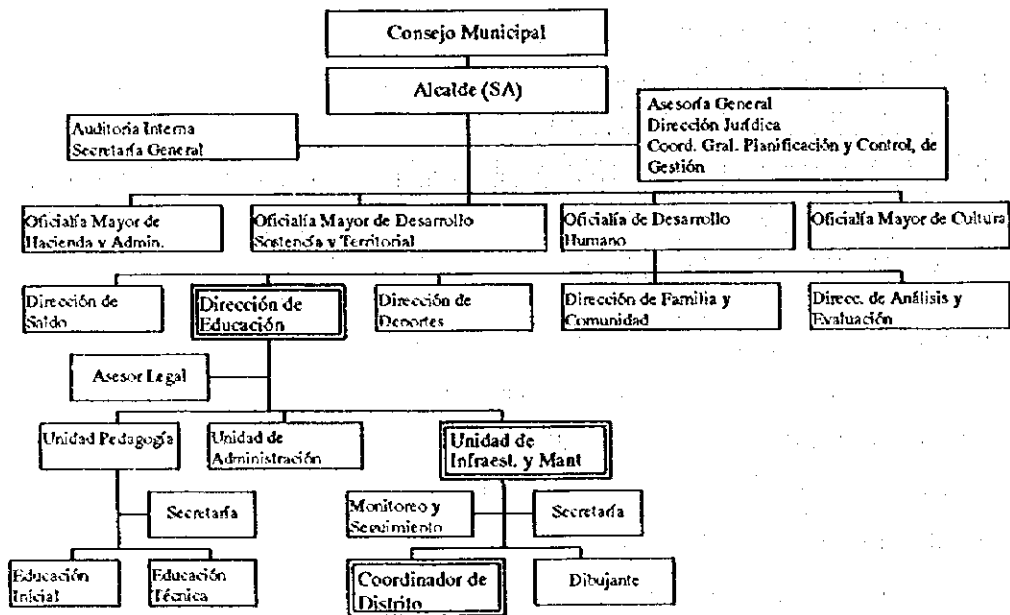 Consejo Municipal
Alcalde (SA)
Auditoría Interna
Secretaría General
Asesoría General
Dirección Jurídica
Coord. Gral. Planificación y Control, de
Gestión
Oficialía Mayor de
Hacienda y Admin.
Oficialía Mayor de Desarrollo
Sostencía y Territorial
Oficialía de Desarrollo
Humano
Oficialía Mayor de Cultura
Dirección de
Saldo
Dirección de
Educación
Dirección de
Deportes
Dirección de Familia y
Comunidad
Direcc. de Análisis y
Evaluación
Asesor Legal
Unidad Pedagogía
Unidad de
Administración
Unidad de
Infraest. y Mant
Secretaría
Monitoreo y
Seguimiento
Secretaría
Educación
Inicial
Educación
Técnica
Coordinador de
Distrito
Dibujante